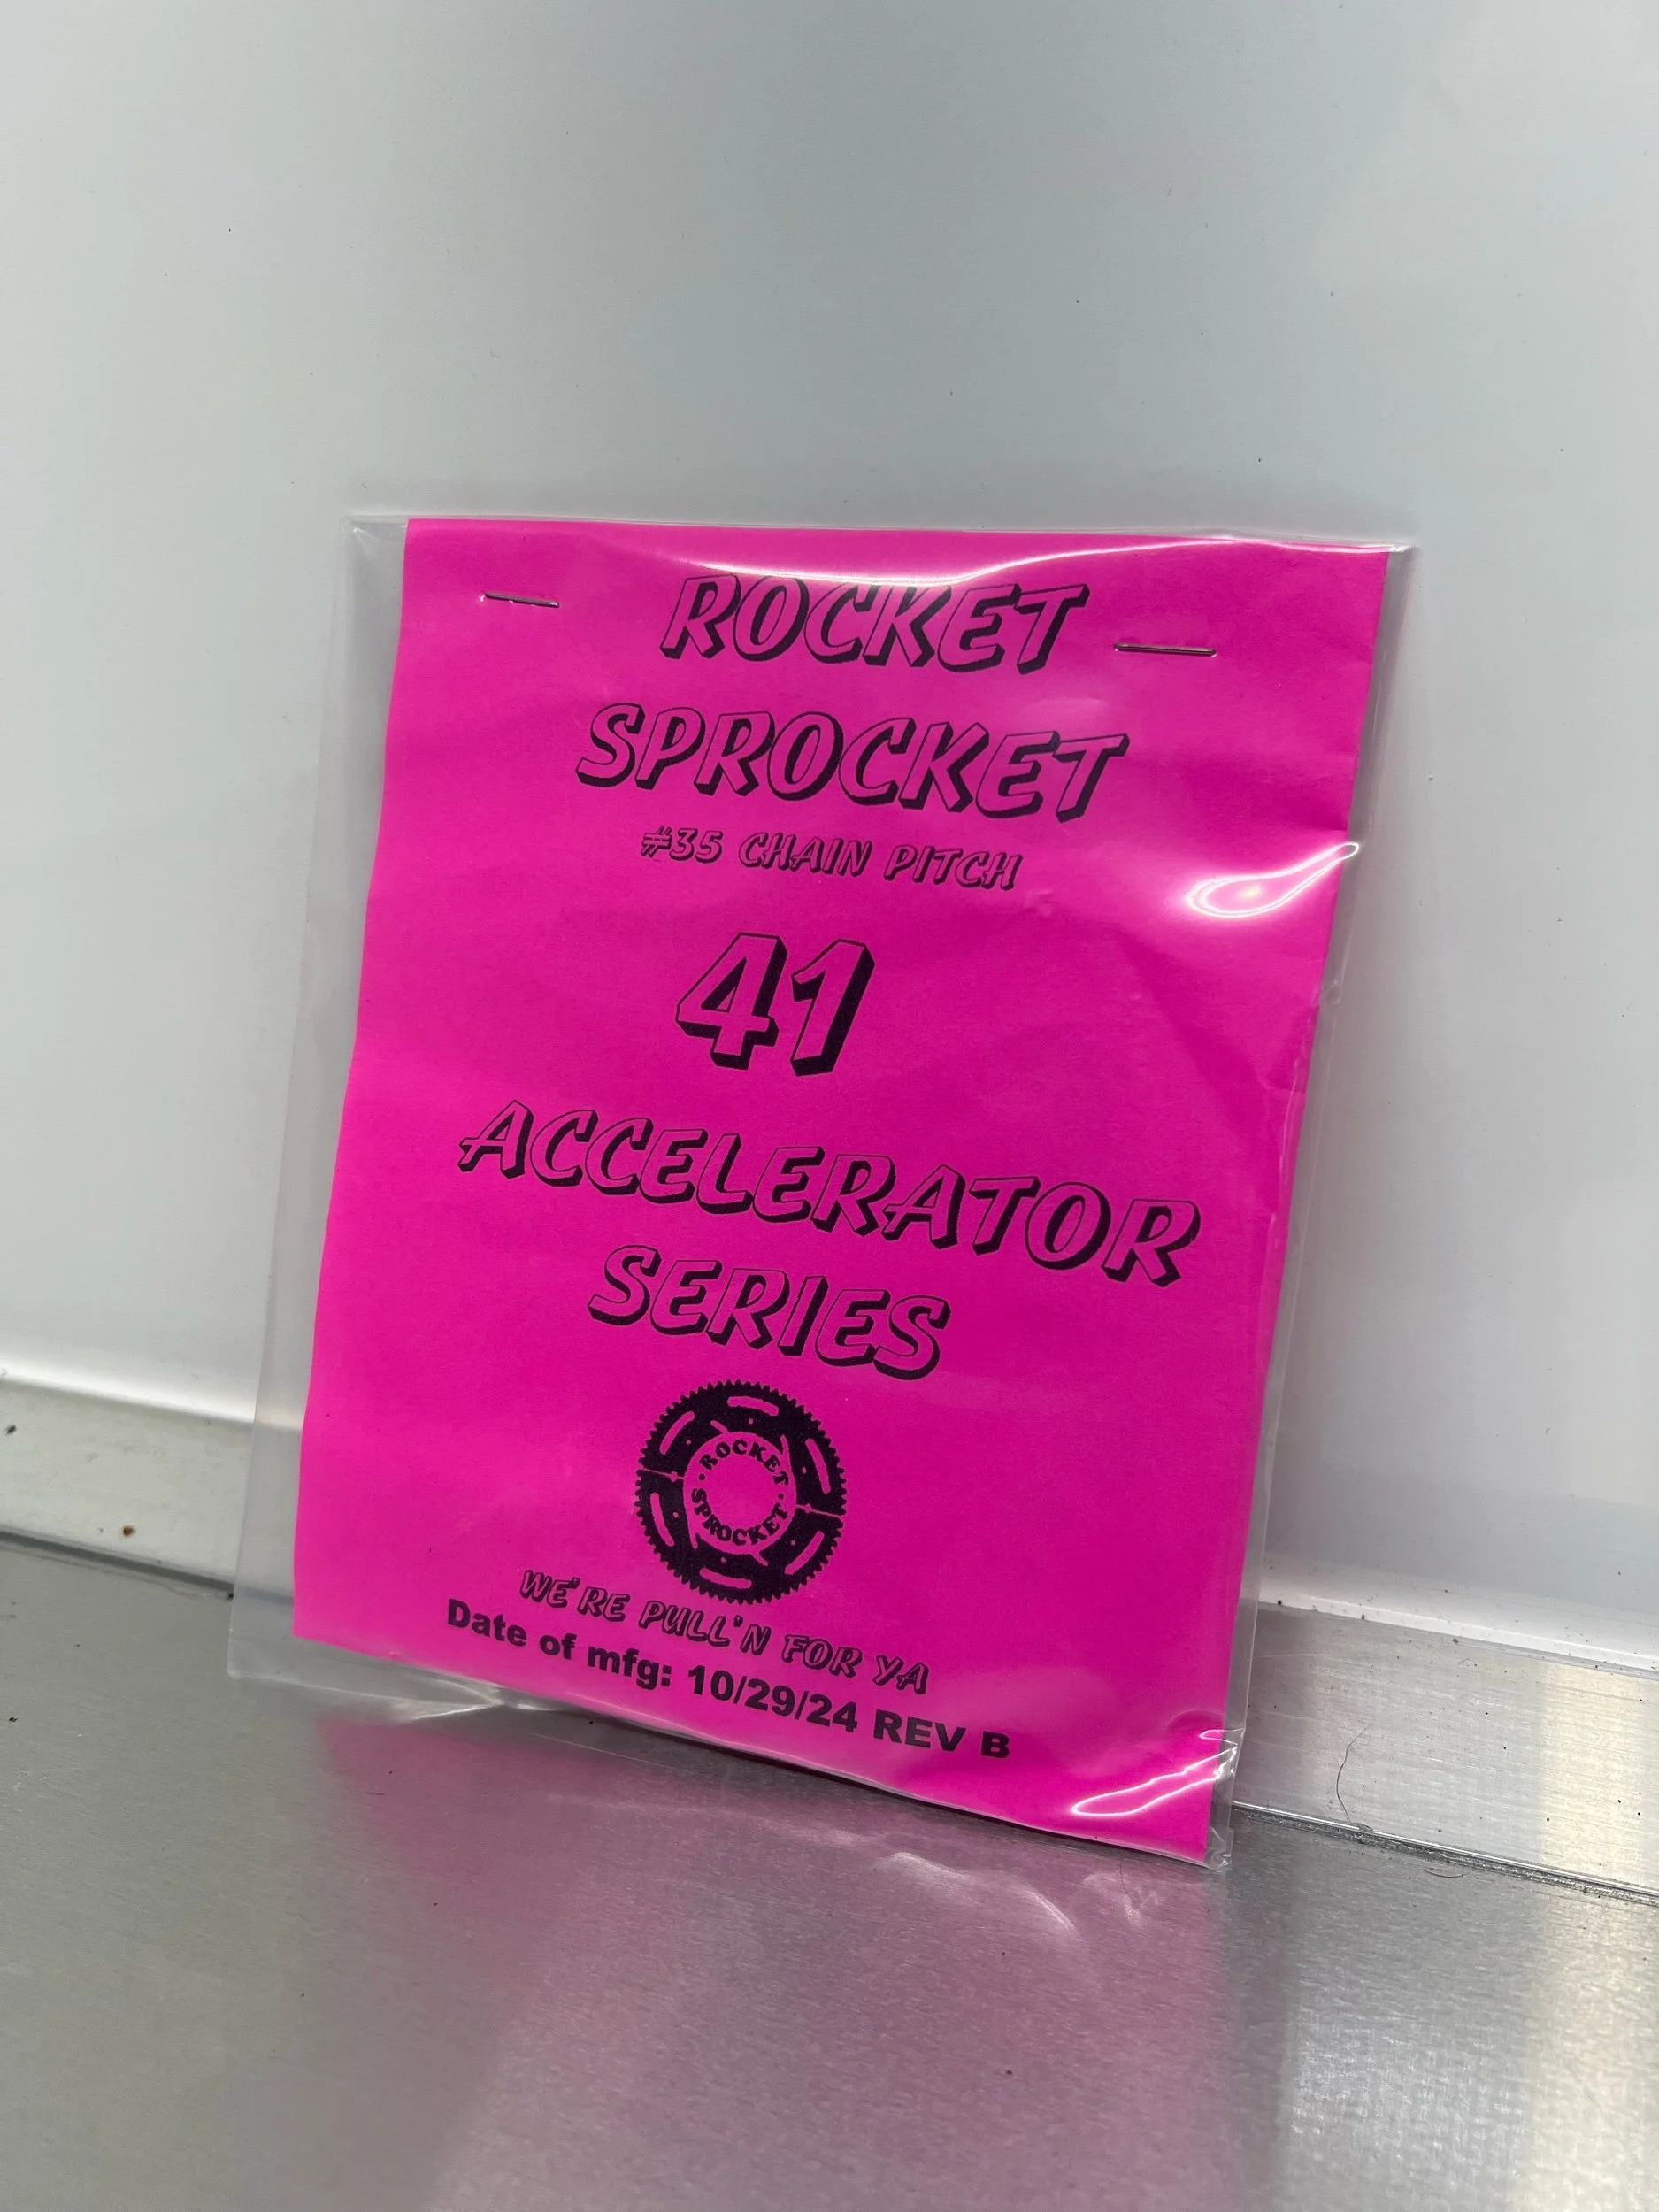 ROCKET
SPROCKET
#35 CHAIN PITCH
41
ACCELERATOR
SERIES
ROCKET
SPROCKET
WE'RE PULL'N FOR YA
Date of mfg: 10/29/24 REV B